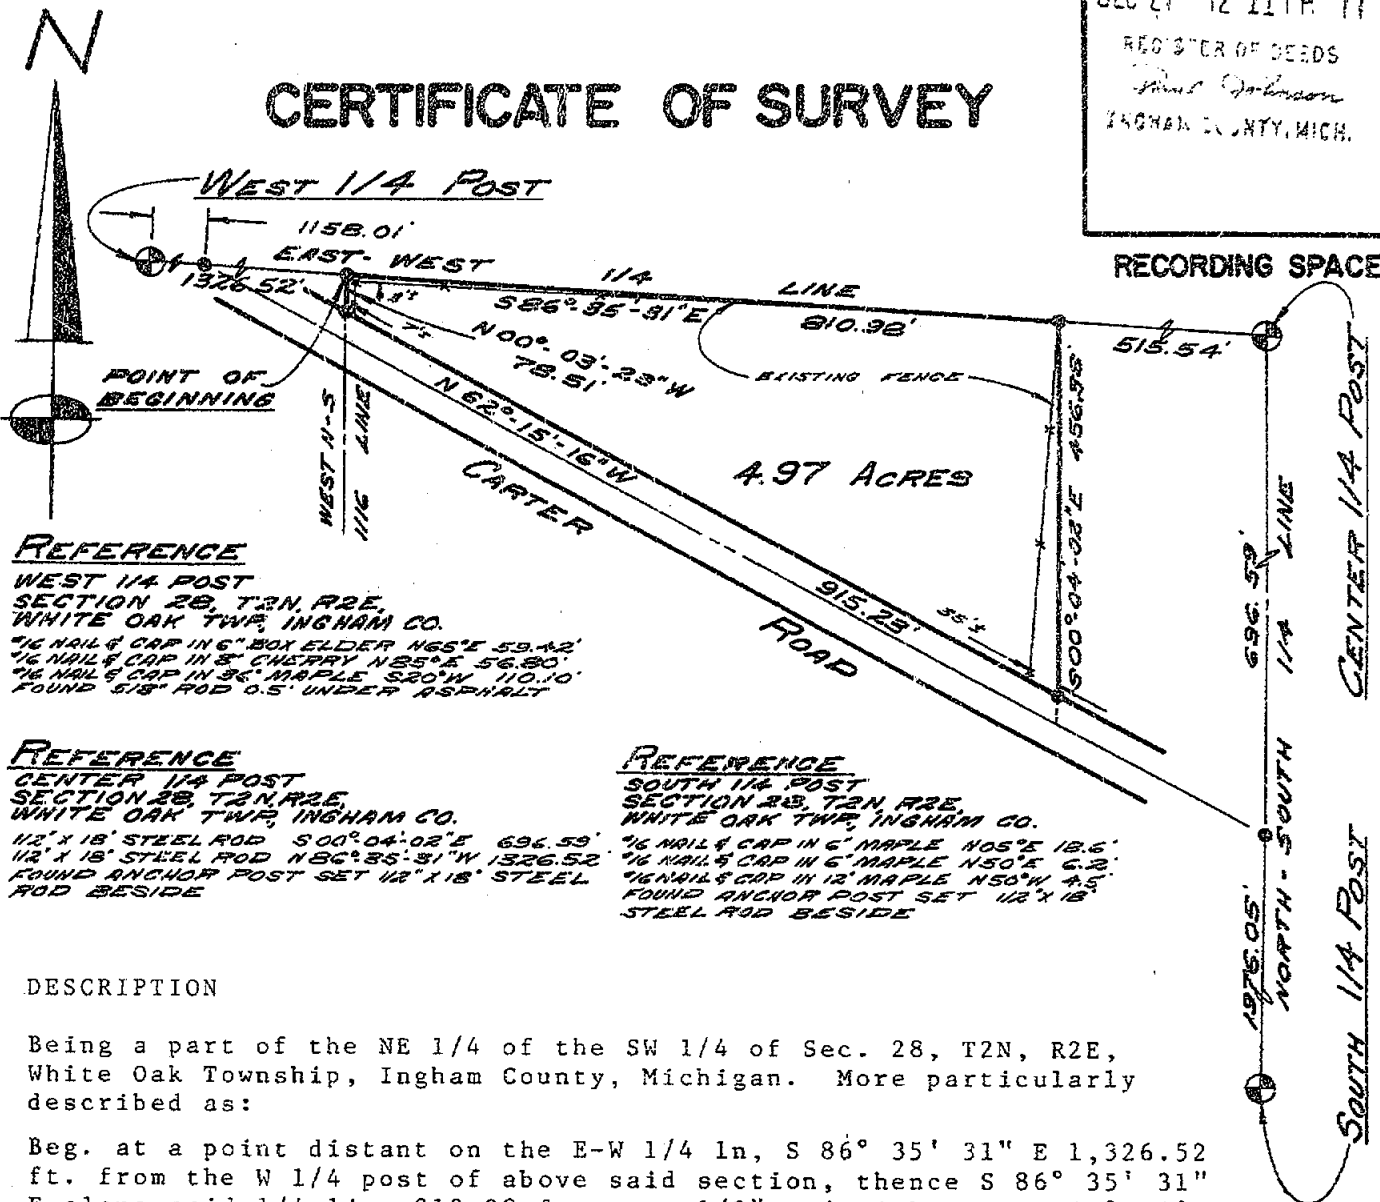 N
CERTIFICATE OF SURVEY
REGISTER OF DEEDS
Johnson
INGHAM COUNTY, MICH.
RECORDING SPACE
WEST 1/4 POST
1158.01'
EAST-WEST 1/4 LINE
1326.52'
S86°-35'-31"E
810.98'
515.54'
N00°-03'-23"W
78.51'
POINT OF
BEGINNING
EXISTING FENCE
WEST N-S
1/16 LINE
N62°-15'-16"W
915.23'
4.97 ACRES
S00°-04'-02"E 456.95'
CARTER
ROAD
696.59'
1976.05'
NORTH-SOUTH 1/4 LINE
CENTER 1/4 POST
SOUTH 1/4 POST
REFERENCE
WEST 1/4 POST
SECTION 28, T2N, R2E,
WHITE OAK TWP, INGHAM CO.
#16 NAIL & CAP IN 6" BOX ELDER N65°E 59.42'
#16 NAIL & CAP IN 8" CHERRY N85°E 56.80'
#16 NAIL & CAP IN 36" MAPLE S20°W 110.10'
FOUND 5/8" ROD 0.5' UNDER ASPHALT
REFERENCE
CENTER 1/4 POST
SECTION 28, T2N, R2E,
WHITE OAK TWP, INGHAM CO.
1/2" X 18" STEEL ROD S00°-04'-02"E 696.59'
1/2" X 18" STEEL ROD N86°35'-31"W 1326.52
FOUND ANCHOR POST SET 1/2" X 18" STEEL
ROD BESIDE
REFERENCE
SOUTH 1/4 POST
SECTION 28, T2N, R2E,
WHITE OAK TWP, INGHAM CO.
#16 NAIL & CAP IN 6" MAPLE N05°E 18.6'
#16 NAIL & CAP IN 6" MAPLE N50°E 6.2'
#16 NAIL & CAP IN 12" MAPLE N50°W 4.5'
FOUND ANCHOR POST SET 1/2" X 18"
STEEL ROD BESIDE
DESCRIPTION
Being a part of the NE 1/4 of the SW 1/4 of Sec. 28, T2N, R2E,
White Oak Township, Ingham County, Michigan. More particularly
described as:
Beg. at a point distant on the E-W 1/4 ln, S 86° 35' 31" E 1,326.52
ft. from the W 1/4 post of above said section, thence S 86° 35' 31"